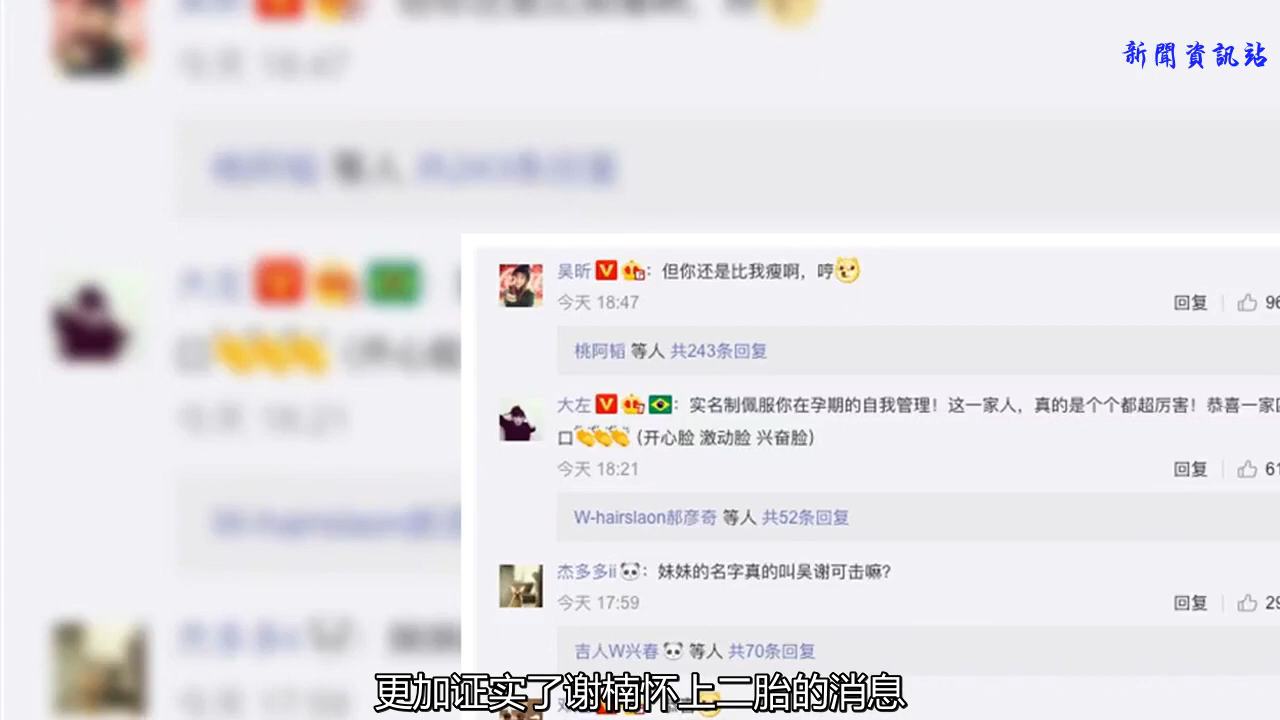 新聞資訊站
吴昕：但你还是比我瘦啊，哼
今天 18:47
回复 96
桃阿韬 等人 共243条回复
大左：实名制佩服你在孕期的自我管理！这一家人，真的是个个都超厉害！恭喜一家四
口（开心脸 激动脸 兴奋脸）
今天 18:21
回复 61
W-hairslaon郝彦奇 等人 共52条回复
杰多多ii：妹妹的名字真的叫吴谢可击嘛？
今天 17:59
回复 29
吉人W兴春 等人 共70条回复
更加证实了谢楠怀上二胎的消息